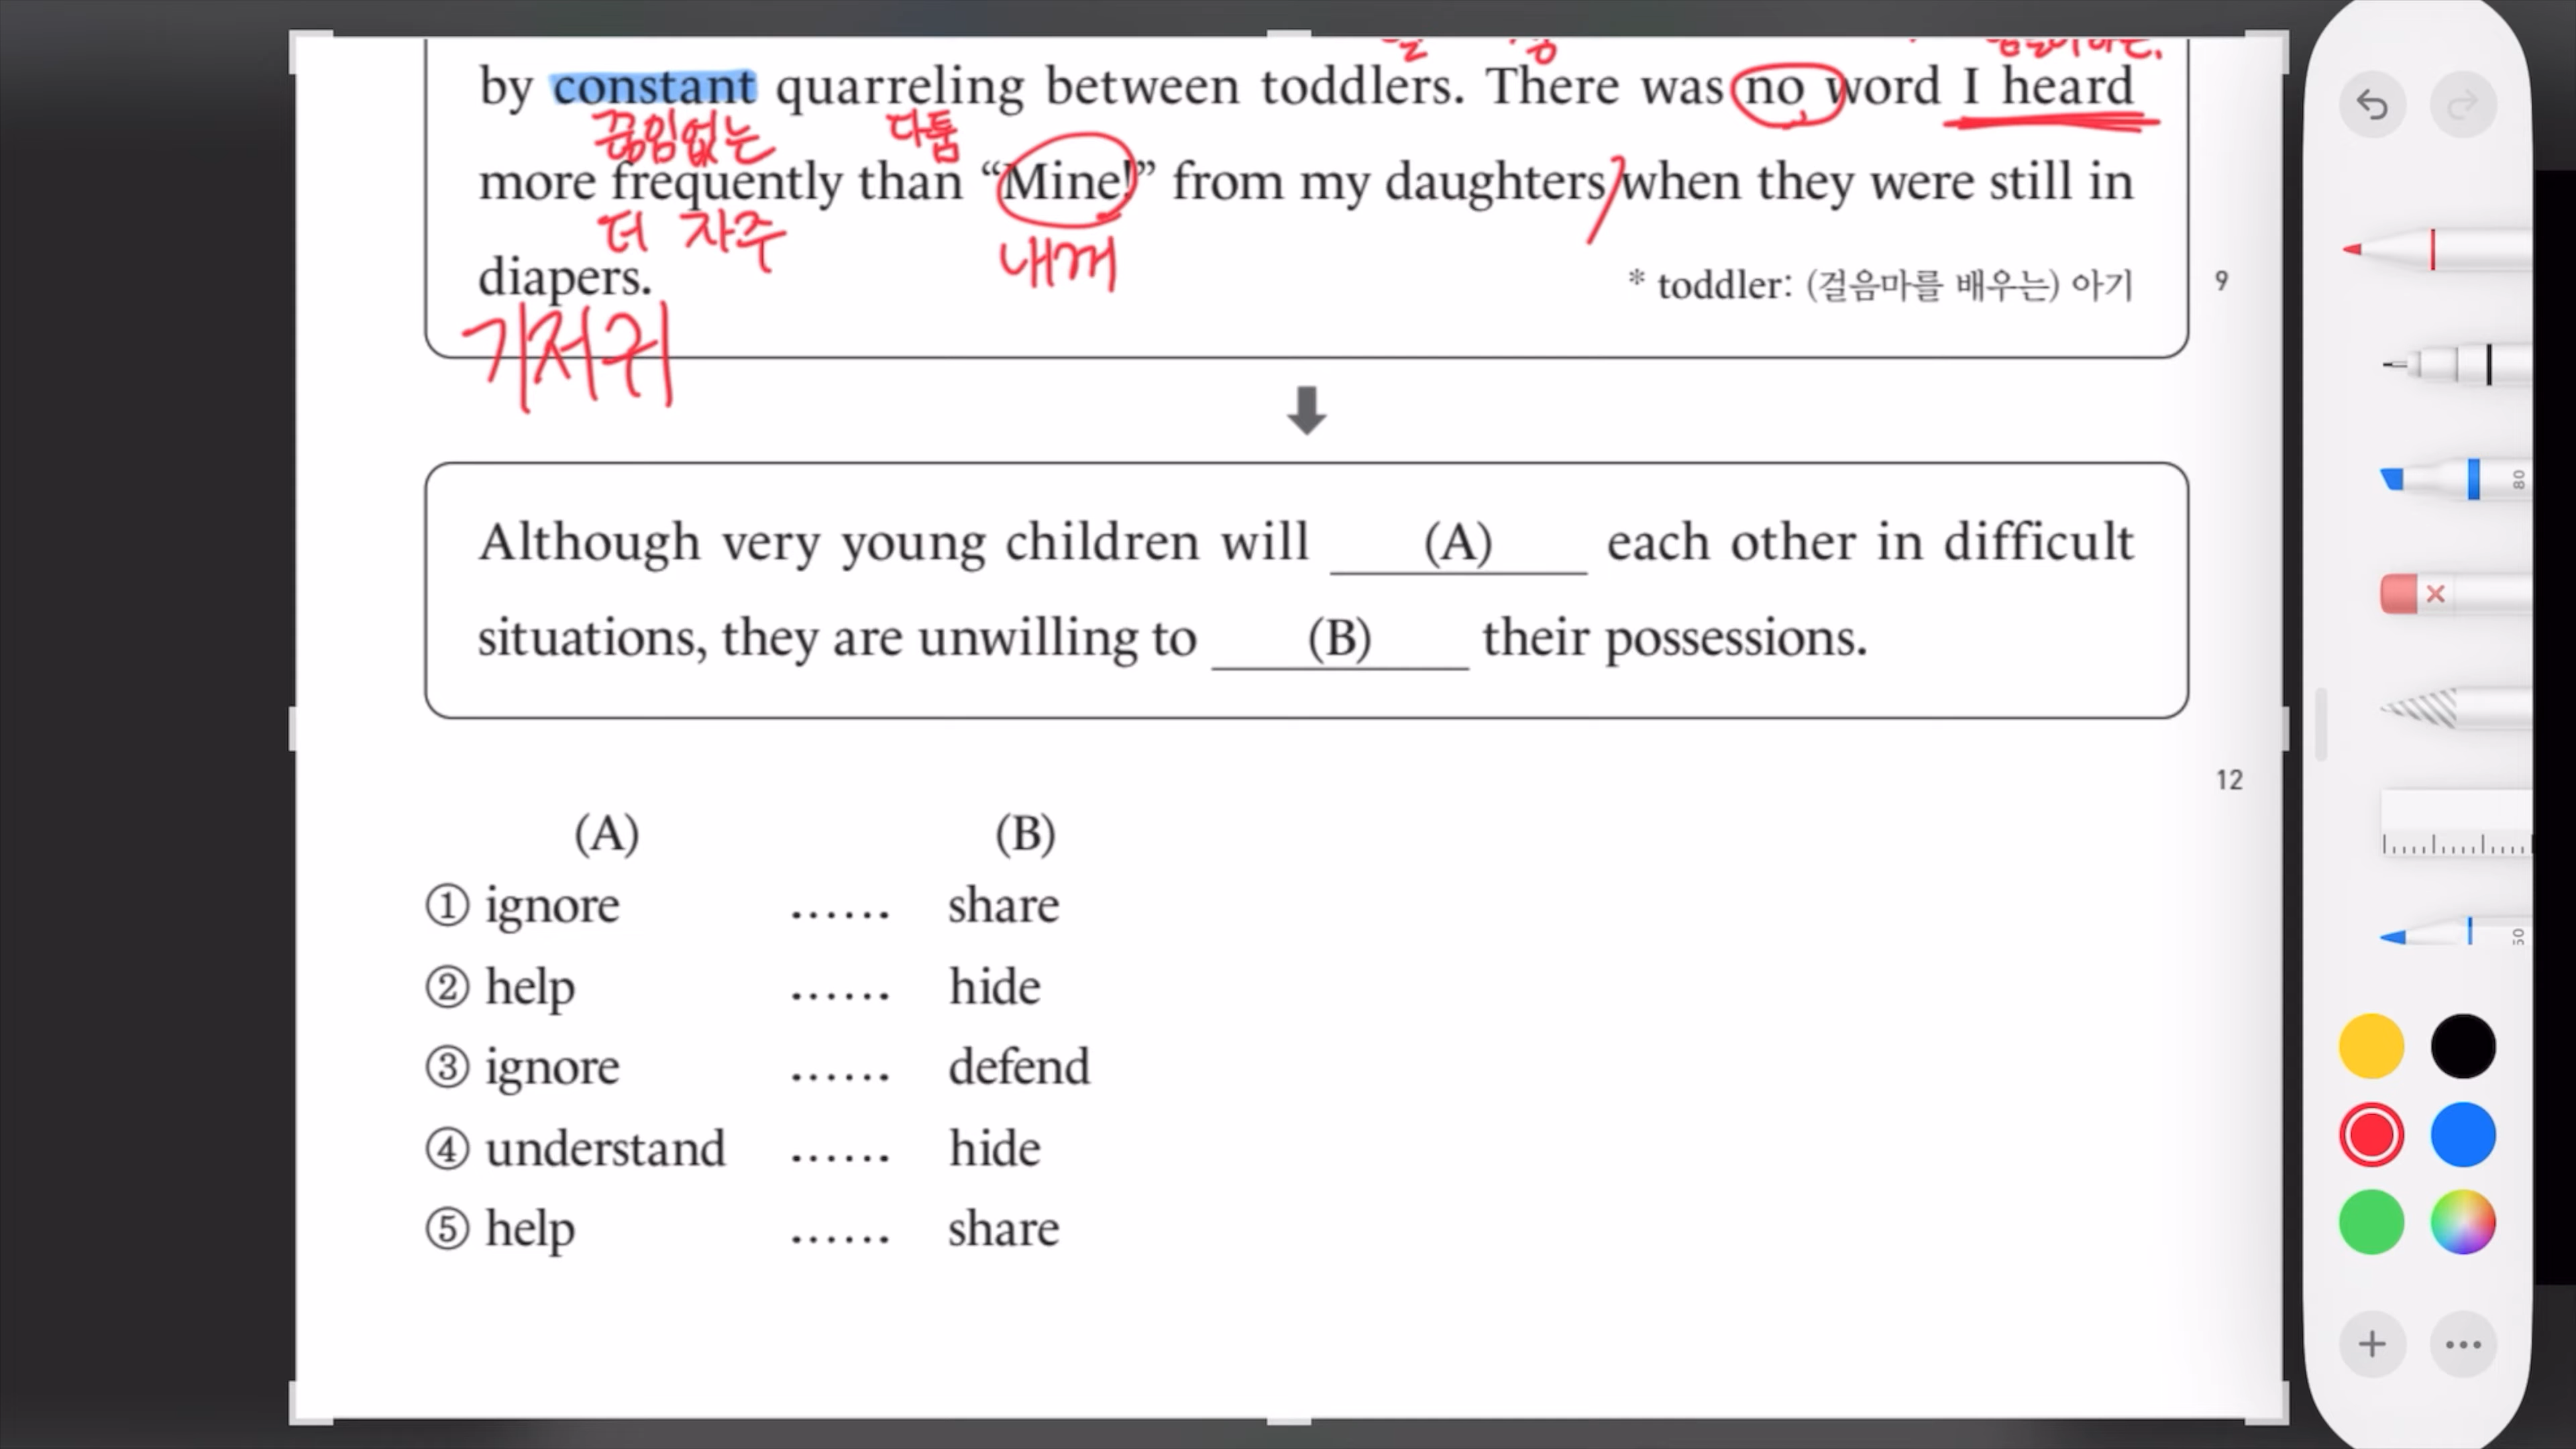 by constant quarreling between toddlers. There was no word I heard
끊임없는 다툼
more frequently than “Mine!” from my daughters when they were still in
더 자주 내꺼
diapers.
* toddler: (걸음마를 배우는) 아기
9
기저귀
Although very young children will (A) each other in difficult
situations, they are unwilling to (B) their possessions.
12
(A) (B)
① ignore ...... share
② help ...... hide
③ ignore ...... defend
④ understand ...... hide
⑤ help ...... share
80
50